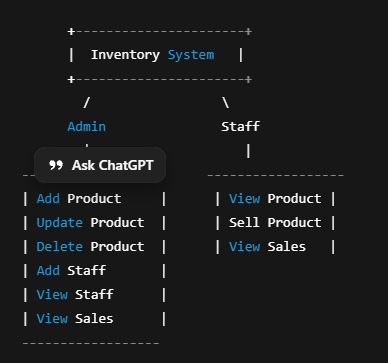 +----------------------+
|  Inventory System   |
+----------------------+
/                 \
Admin               Staff
|
❞ Ask ChatGPT
------------------
| Add Product     |      | View Product |
| Update Product  |      | Sell Product |
| Delete Product  |      | View Sales   |
| Add Staff       |
| View Staff      |
| View Sales      |
------------------